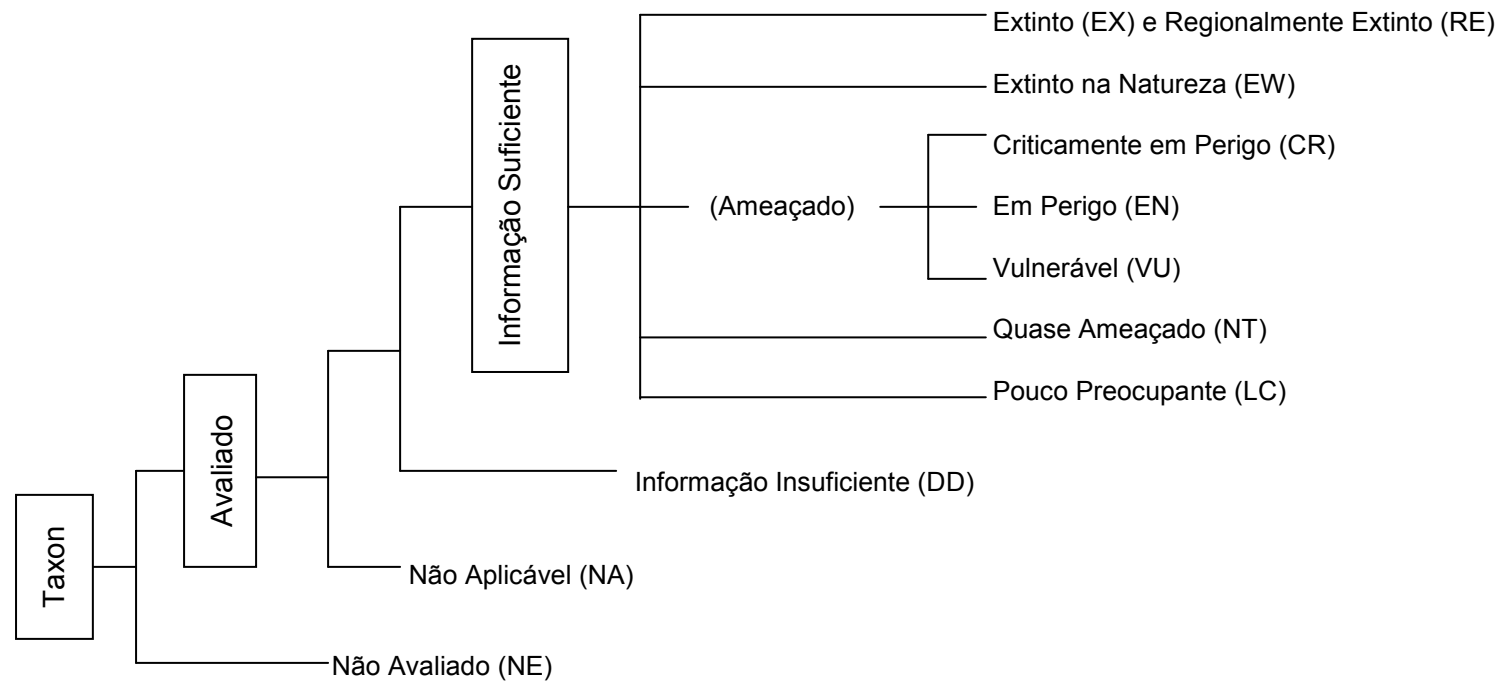 Extinto (EX) e Regionalmente Extinto (RE)
Extinto na Natureza (EW)
Criticamente em Perigo (CR)
(Ameaçado)
Em Perigo (EN)
Vulnerável (VU)
Quase Ameaçado (NT)
Pouco Preocupante (LC)
Informação Suficiente
Informação Insuficiente (DD)
Avaliado
Não Aplicável (NA)
Taxon
Não Avaliado (NE)